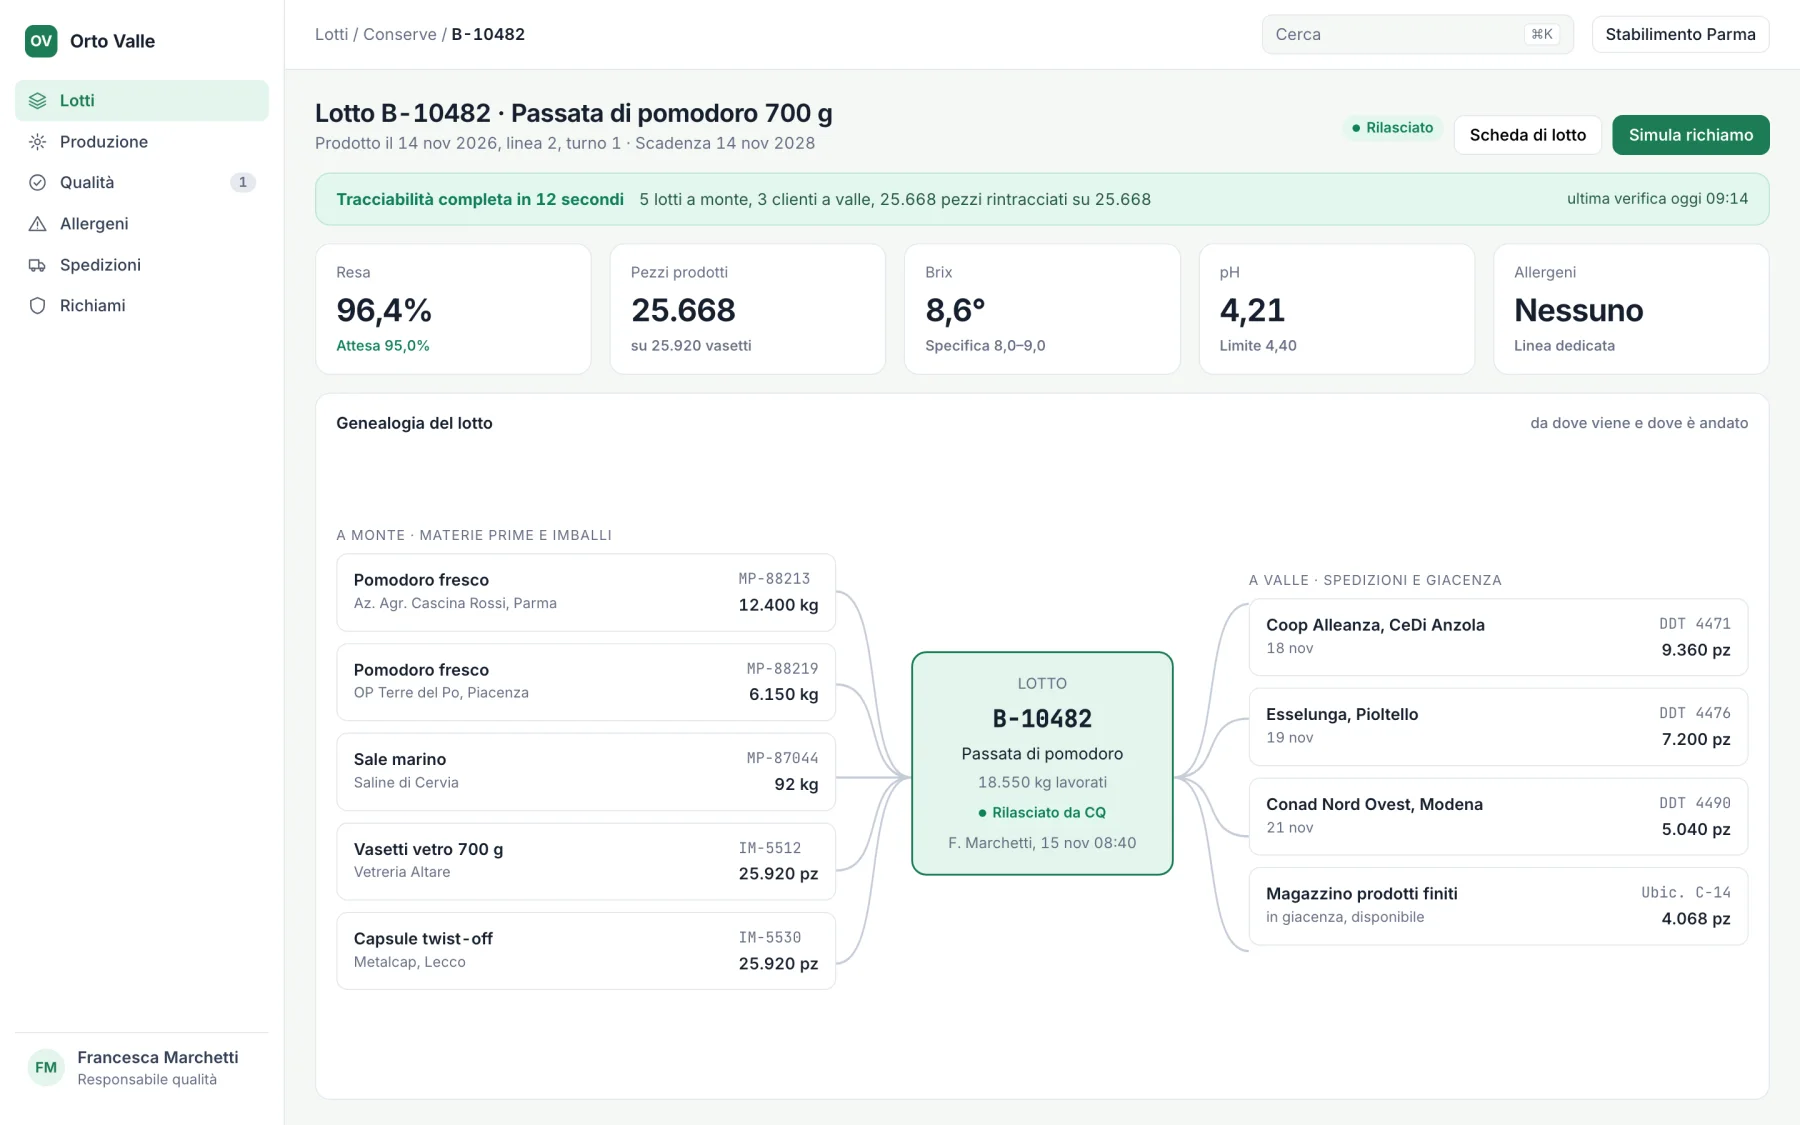 OV Orto Valle
Lotti
Produzione
Qualità 1
Allergeni
Spedizioni
Richiami
FM
Francesca Marchetti
Responsabile qualità
Lotti / Conserve / B-10482
Cerca ⌘K
Stabilimento Parma
Lotto B-10482 · Passata di pomodoro 700 g
Prodotto il 14 nov 2026, linea 2, turno 1 · Scadenza 14 nov 2028
Rilasciato
Scheda di lotto
Simula richiamo
Tracciabilità completa in 12 secondi 5 lotti a monte, 3 clienti a valle, 25.668 pezzi rintracciati su 25.668
ultima verifica oggi 09:14
Resa
96,4%
Attesa 95,0%
Pezzi prodotti
25.668
su 25.920 vasetti
Brix
8,6°
Specifica 8,0–9,0
pH
4,21
Limite 4,40
Allergeni
Nessuno
Linea dedicata
Genealogia del lotto
da dove viene e dove è andato
A MONTE · MATERIE PRIME E IMBALLI
Pomodoro fresco MP-88213
Az. Agr. Cascina Rossi, Parma 12.400 kg
Pomodoro fresco MP-88219
OP Terre del Po, Piacenza 6.150 kg
Sale marino MP-87044
Saline di Cervia 92 kg
Vasetti vetro 700 g IM-5512
Vetreria Altare 25.920 pz
Capsule twist-off IM-5530
Metalcap, Lecco 25.920 pz
LOTTO
B-10482
Passata di pomodoro
18.550 kg lavorati
Rilasciato da CQ
F. Marchetti, 15 nov 08:40
A VALLE · SPEDIZIONI E GIACENZA
Coop Alleanza, CeDi Anzola DDT 4471
18 nov 9.360 pz
Esselunga, Pioltello DDT 4476
19 nov 7.200 pz
Conad Nord Ovest, Modena DDT 4490
21 nov 5.040 pz
Magazzino prodotti finiti Ubic. C-14
in giacenza, disponibile 4.068 pz